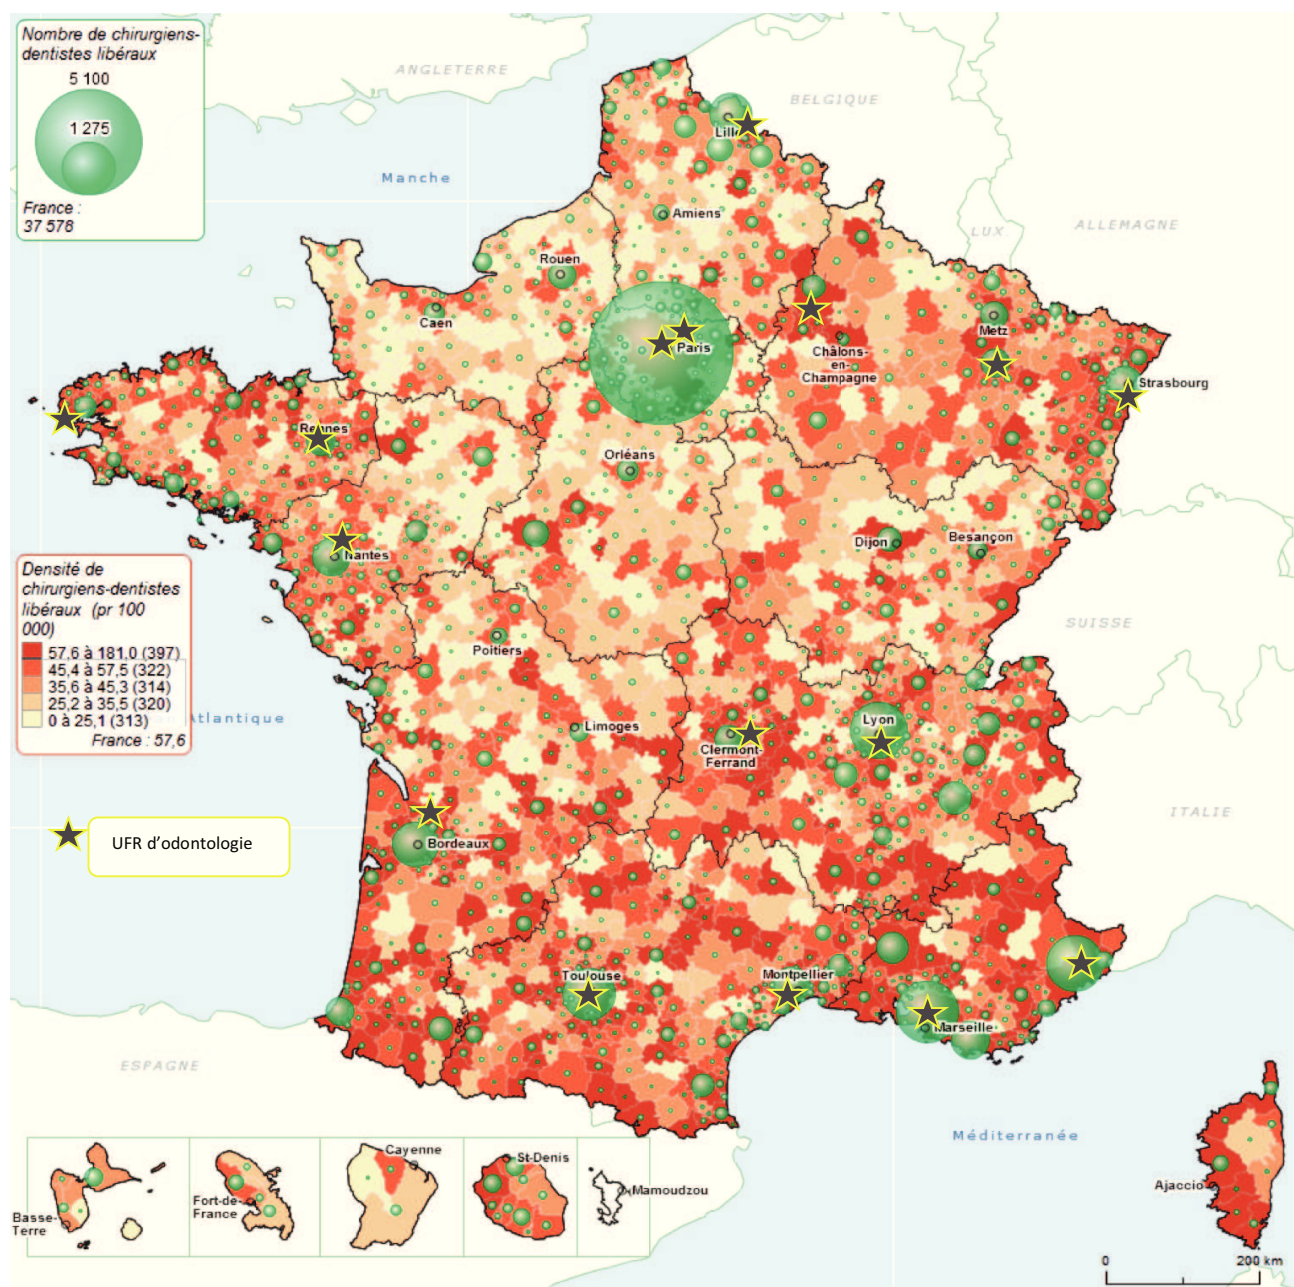 Nombre de chirurgiens-
dentistes libéraux
5 100
1 275
France :
37 578
ANGLETERRE
BELGIQUE
Lille
Manche
Amiens
LUX
ALLEMAGNE
Rouen
Caen
Paris
Metz
Châlons-
en-
Champagne
Strasbourg
Rennes
Orléans
Dijon
Besançon
Nantes
Densité de
chirurgiens-dentistes
libéraux (pr 100
000)
57,6 à 181,0 (397)
45,4 à 57,5 (322)
35,6 à 45,3 (314)
25,2 à 35,5 (320)
0 à 25,1 (313)
France : 57,6
Atlantique
SUISSE
Poitiers
Limoges
Clermont-
Ferrand
Lyon
ITALIE
UFR d’odontologie
Bordeaux
Toulouse
Montpellier
Marseille
ESPAGNE
Méditerranée
Ajaccio
Basse-
Terre
Fort-de-
France
Cayenne
St-Denis
Mamoudzou
0
200 km